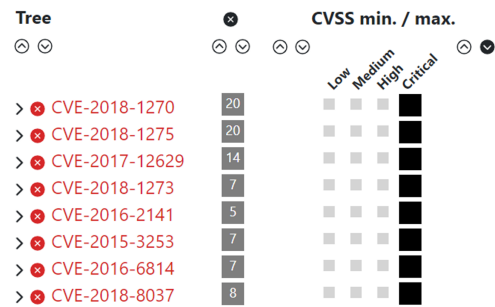 Tree CVSS min. / max.
Low Medium High Critical
CVE-2018-1270 20
CVE-2018-1275 20
CVE-2017-12629 14
CVE-2018-1273 7
CVE-2016-2141 5
CVE-2015-3253 7
CVE-2016-6814 7
CVE-2018-8037 8